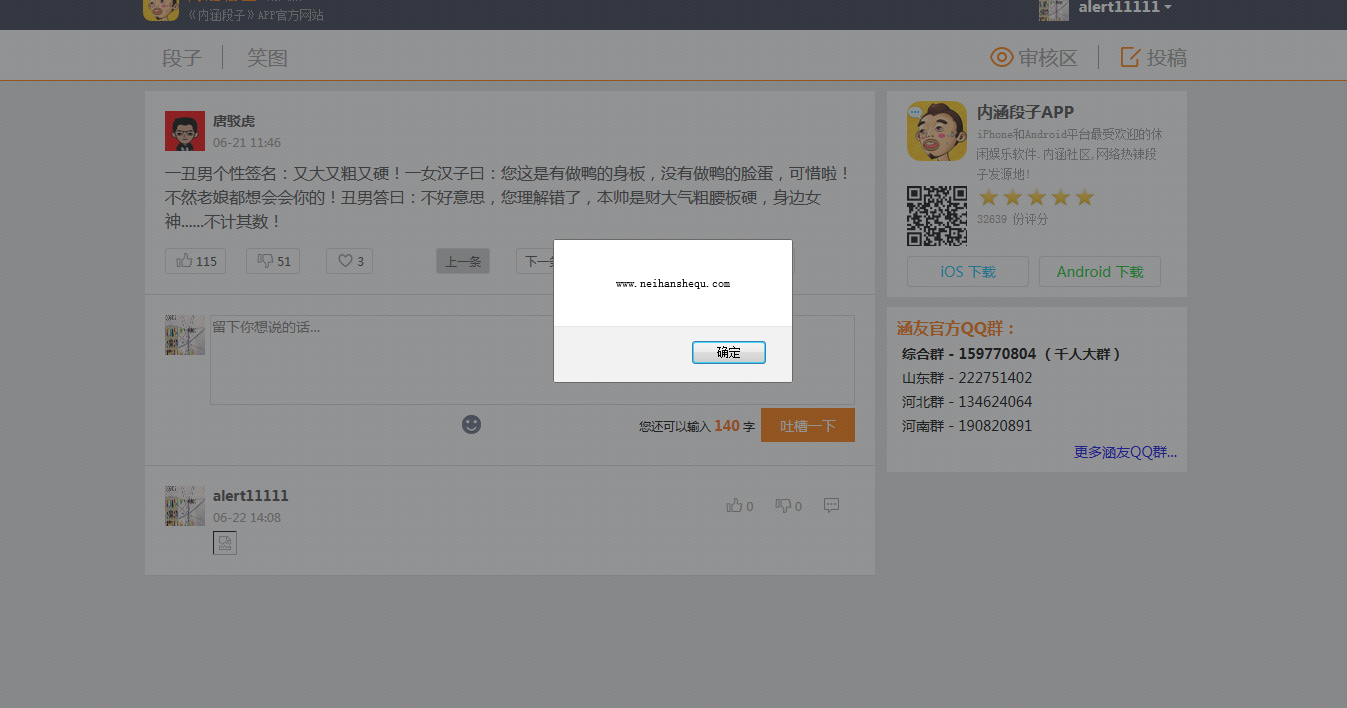 《内涵段子》APP官方网站
alert11111
段子
笑图
审核区
投稿
唐驳虎
06-21 11:46
一丑男个性签名：又大又粗又硬！一女汉子曰：您这是有做鸭的身板，没有做鸭的脸蛋，可惜啦！
不然老娘都想会会你的！丑男答曰：不好意思，您理解错了，本帅是财大气粗腰板硬，身边女
神......不计其数！
115
51
3
上一条
下一
www.neihanshequ.com
确定
留下你想说的话...
您还可以输入 140 字
吐槽一下
alert11111
06-22 14:08
0
0
内涵段子APP
iPhone和Android平台最受欢迎的休
闲娱乐软件.内涵社区,网络热辣段
子发源地!
32639 份评分
iOS 下载
Android 下载
涵友官方QQ群：
综合群 - 159770804（千人大群）
山东群 - 222751402
河北群 - 134624064
河南群 - 190820891
更多涵友QQ群...